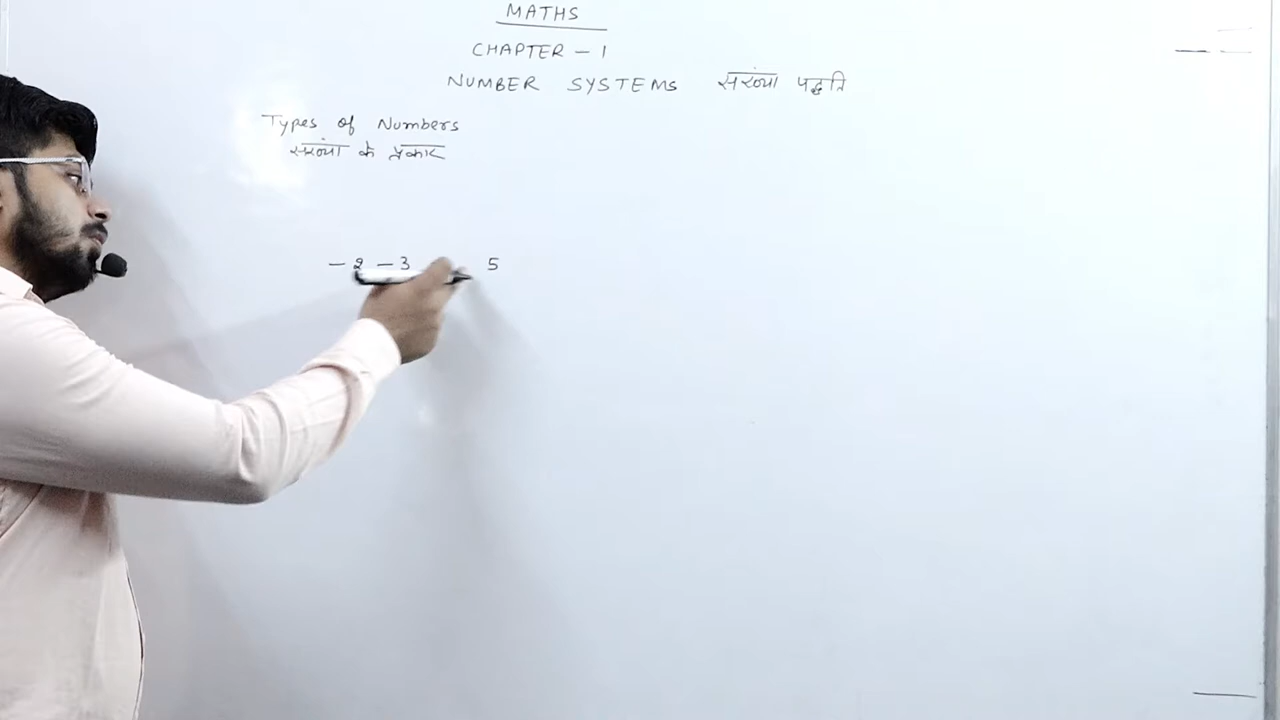 MATHS
CHAPTER - 1
NUMBER SYSTEMS संख्या पद्धति
Types of Numbers
संख्या के प्रकार
-2 -3 5